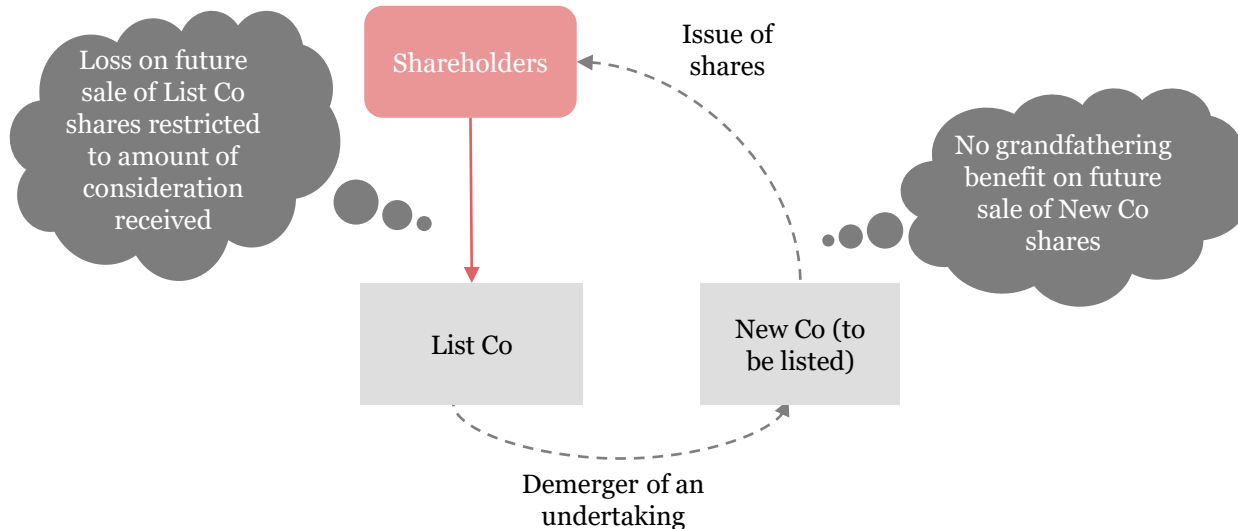 Loss on future
sale of List Co
shares restricted
to amount of
consideration
received
Shareholders
Issue of
shares
No grandfathering
benefit on future
sale of New Co
shares
List Co
New Co (to
be listed)
Demerger of an
undertaking